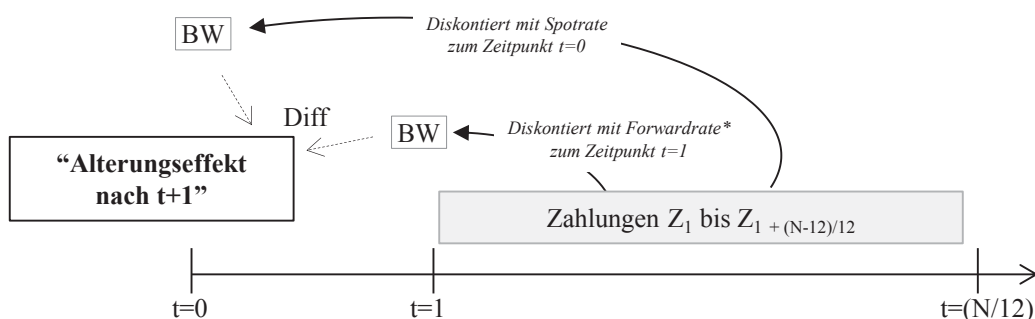 BW
Diskontiert mit Spotrate
zum Zeitpunkt t=0
Diff
BW
Diskontiert mit Forwardrate*
zum Zeitpunkt t=1
“Alterungseffekt
nach t+1”
Zahlungen Z₁ bis Z₁ ₊ ₍N-12₎/12
t=0
t=1
t=(N/12)